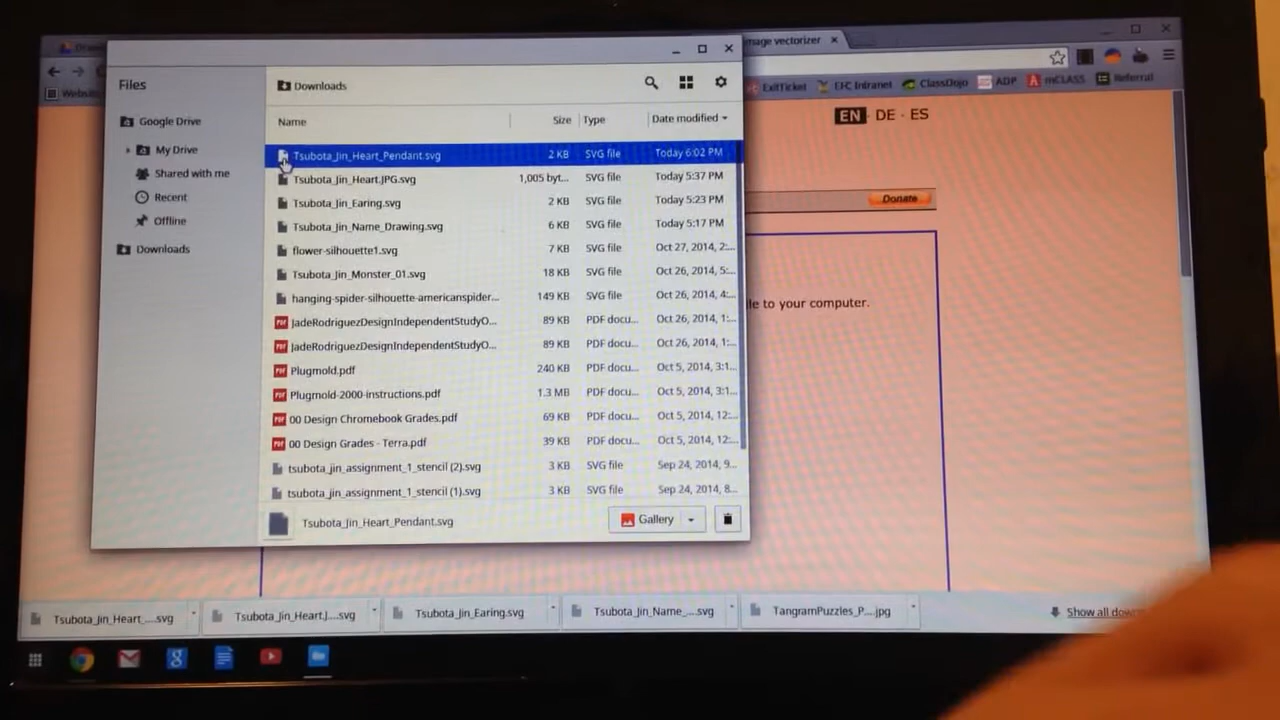 mage vectorizer
Website
ExitTicket
EFC Intranet
ClassDojo
ADP
mCLASS
Referral
Files
Downloads
EN · DE · ES
Google Drive
Name
Size
Type
Date modified
My Drive
Tsubota_Jin_Heart_Pendant.svg 2 KB SVG file Today 6:02 PM
Shared with me
Tsubota_Jin_Heart.JPG.svg 1,005 byt... SVG file Today 5:37 PM
Recent
Tsubota_Jin_Earing.svg 2 KB SVG file Today 5:23 PM
Donate
Offline
Tsubota_Jin_Name_Drawing.svg 6 KB SVG file Today 5:17 PM
Downloads
flower-silhouette1.svg 7 KB SVG file Oct 27, 2014, 2:...
Tsubota_Jin_Monster_01.svg 18 KB SVG file Oct 26, 2014, 5:...
hanging-spider-silhouette-americanspider... 149 KB SVG file Oct 26, 2014, 4:...
le to your computer.
JadeRodriguezDesignIndependentStudyO... 89 KB PDF docu... Oct 26, 2014, 1:...
JadeRodriguezDesignIndependentStudyO... 89 KB PDF docu... Oct 26, 2014, 1:...
Plugmold.pdf 240 KB PDF docu... Oct 5, 2014, 3:1...
Plugmold-2000-instructions.pdf 1.3 MB PDF docu... Oct 5, 2014, 3:1...
00 Design Chromebook Grades.pdf 69 KB PDF docu... Oct 5, 2014, 12:...
00 Design Grades - Terra.pdf 39 KB PDF docu... Oct 5, 2014, 12:...
tsubota_jin_assignment_1_stencil (2).svg 3 KB SVG file Sep 24, 2014, 9...
tsubota_jin_assignment_1_stencil (1).svg 3 KB SVG file Sep 24, 2014, 8...
Tsubota_Jin_Heart_Pendant.svg
Gallery
Tsubota_Jin_Heart_....svg
Tsubota_Jin_Heart.J....svg
Tsubota_Jin_Earing.svg
Tsubota_Jin_Name_....svg
TangramPuzzles_P....jpg
Show all down